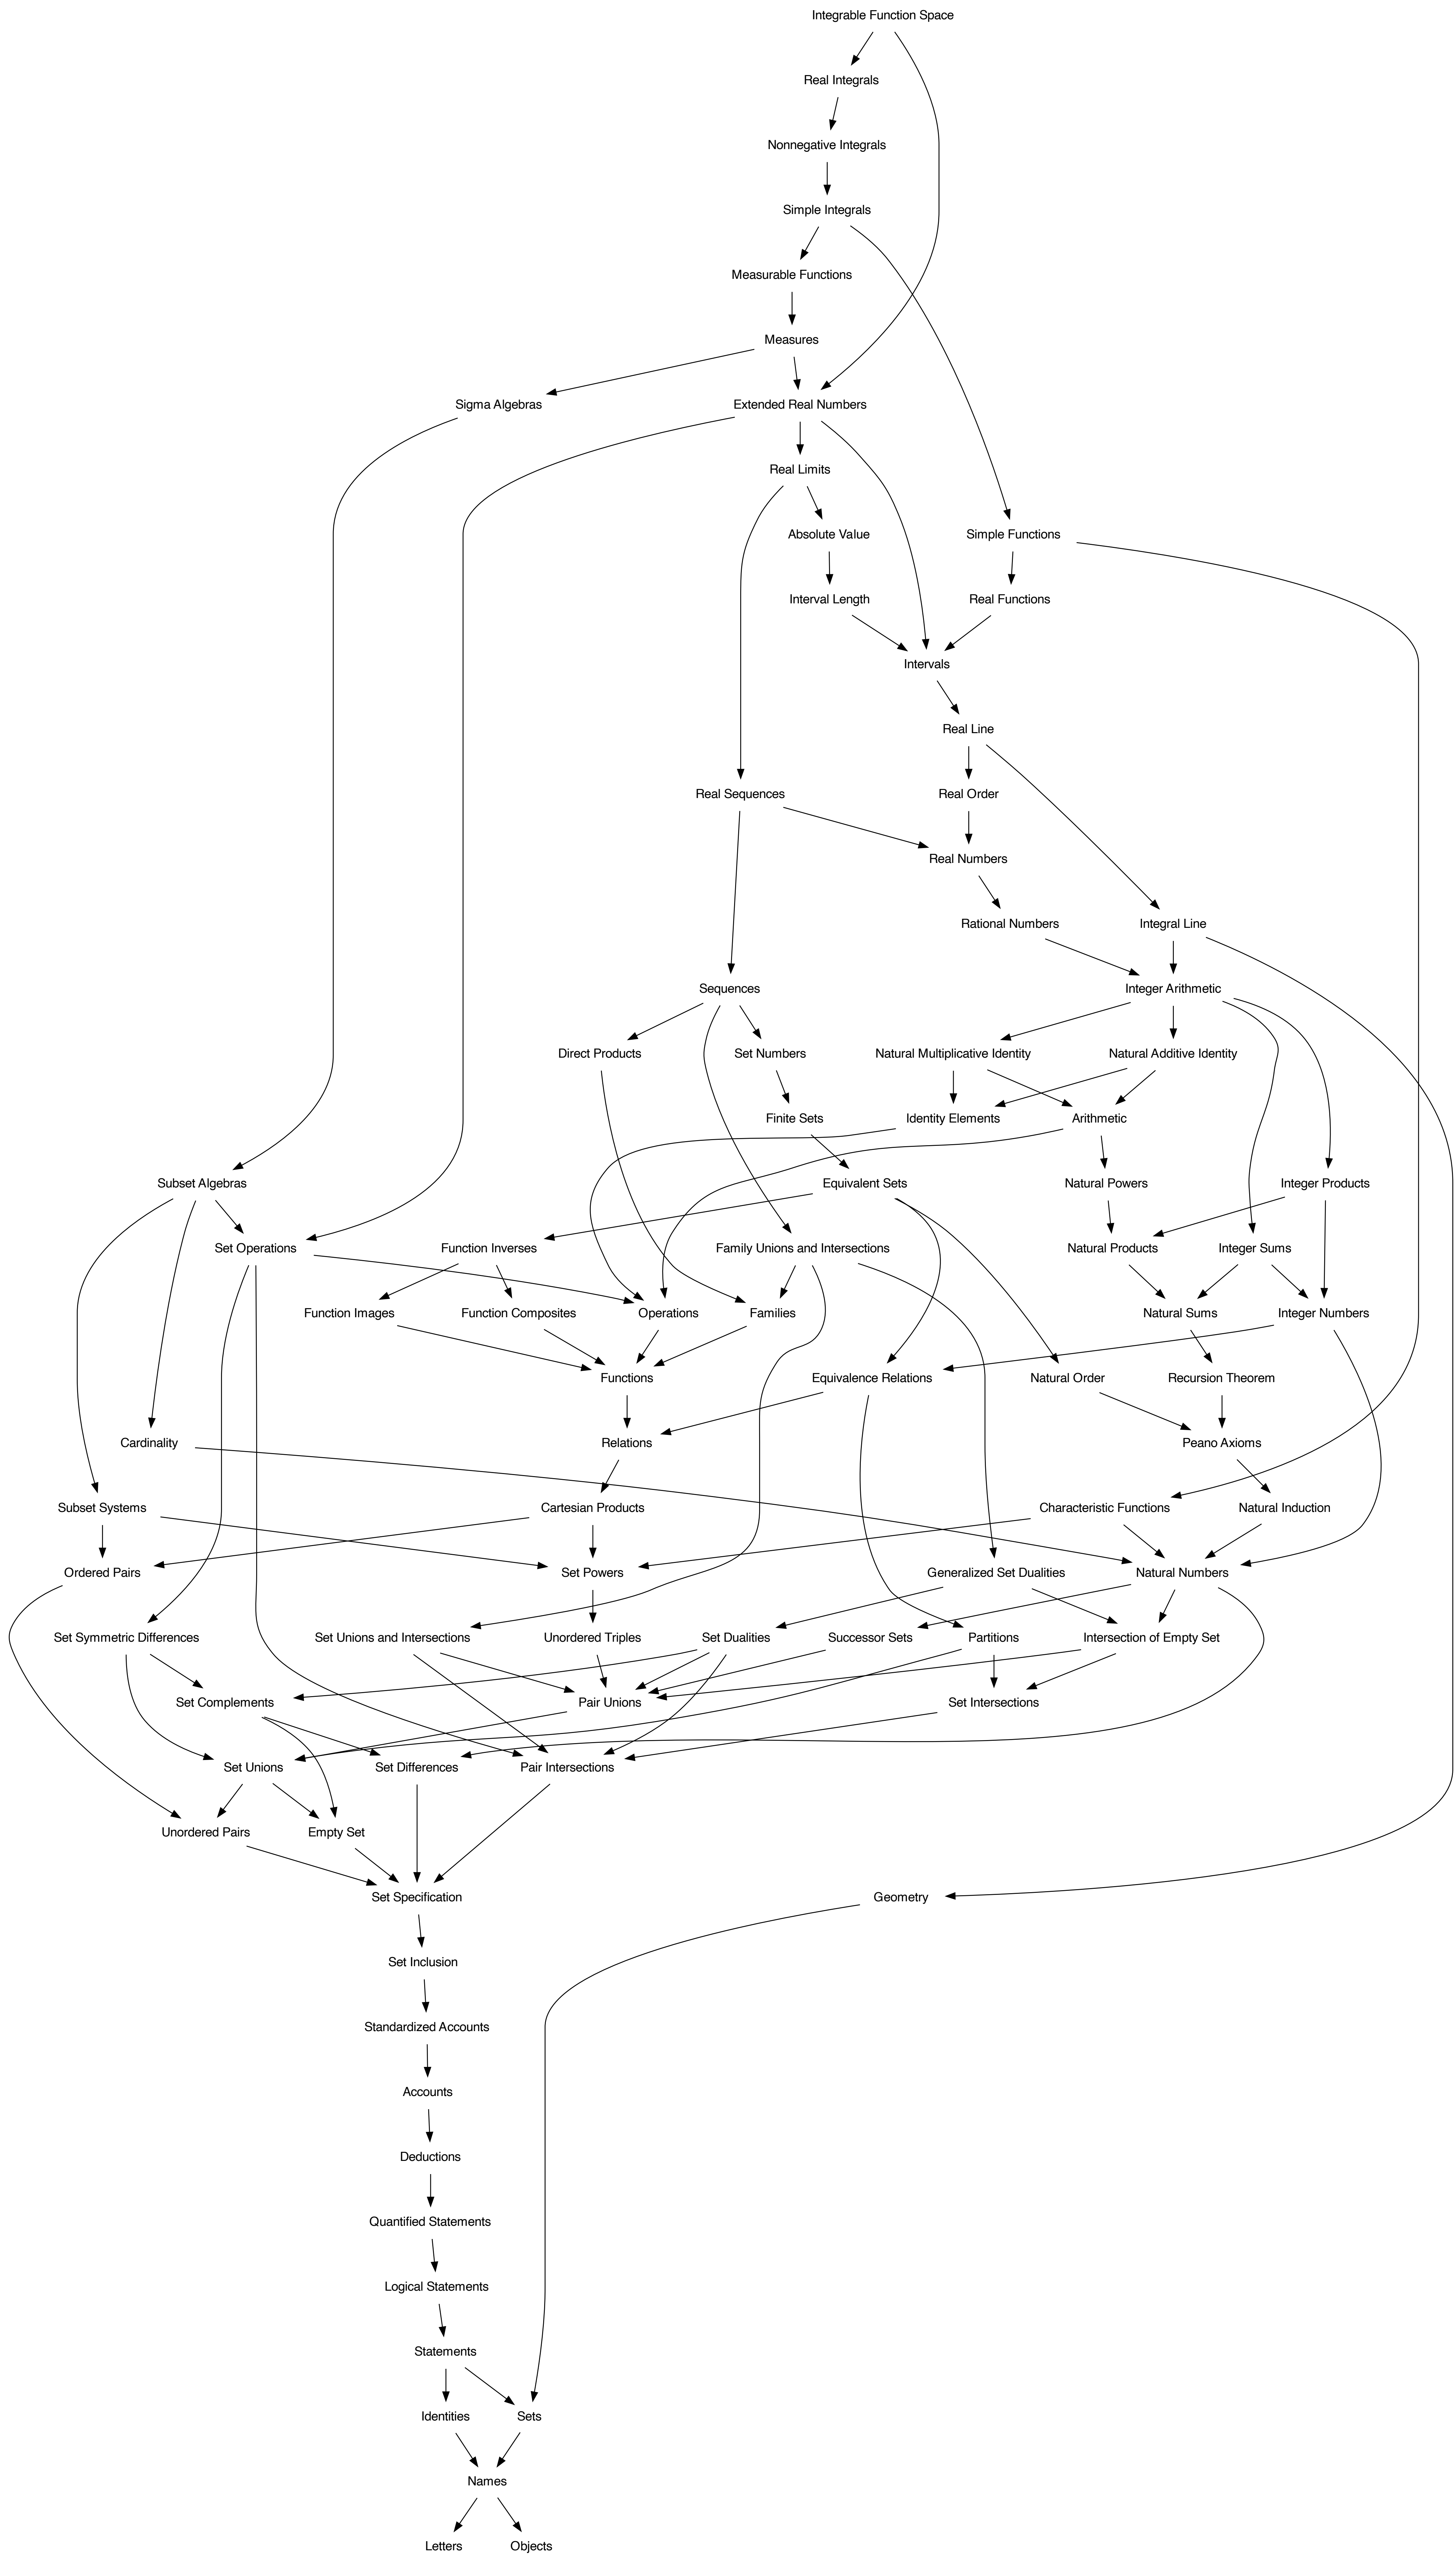 Integrable Function Space
Real Integrals
Nonnegative Integrals
Simple Integrals
Measurable Functions
Measures
Sigma Algebras
Extended Real Numbers
Real Limits
Absolute Value
Simple Functions
Interval Length
Real Functions
Intervals
Real Line
Real Sequences
Real Order
Real Numbers
Rational Numbers
Integral Line
Sequences
Integer Arithmetic
Direct Products
Set Numbers
Natural Multiplicative Identity
Natural Additive Identity
Finite Sets
Identity Elements
Arithmetic
Subset Algebras
Equivalent Sets
Natural Powers
Integer Products
Set Operations
Function Inverses
Family Unions and Intersections
Natural Products
Integer Sums
Function Images
Function Composites
Operations
Families
Natural Sums
Integer Numbers
Functions
Equivalence Relations
Natural Order
Recursion Theorem
Cardinality
Relations
Peano Axioms
Subset Systems
Cartesian Products
Characteristic Functions
Natural Induction
Ordered Pairs
Set Powers
Generalized Set Dualities
Natural Numbers
Set Symmetric Differences
Set Unions and Intersections
Unordered Triples
Set Dualities
Successor Sets
Partitions
Intersection of Empty Set
Set Complements
Pair Unions
Set Intersections
Set Unions
Set Differences
Pair Intersections
Unordered Pairs
Empty Set
Set Specification
Geometry
Set Inclusion
Standardized Accounts
Accounts
Deductions
Quantified Statements
Logical Statements
Statements
Identities
Sets
Names
Letters
Objects